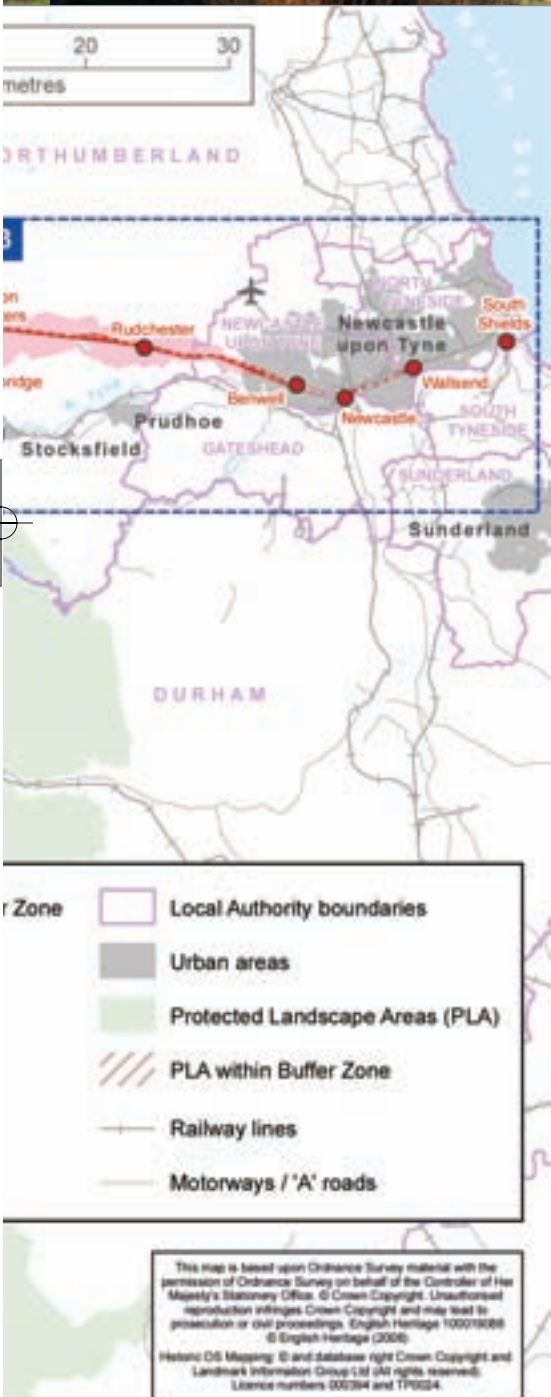 20
30
metres
ORTHUMBERLAND
B
NORTH
TYNESIDE
South
Shields
Rudchester
NEWCASTLE
UPON TYNE
Newcastle
upon Tyne
Wallsend
Benwell
Newcastle
Prudhoe
Stocksfield
GATESHEAD
SOUTH
TYNESIDE
SUNDERLAND
Sunderland
DURHAM
r Zone
Local Authority boundaries
Urban areas
Protected Landscape Areas (PLA)
PLA within Buffer Zone
Railway lines
Motorways / 'A' roads
This map is based upon Ordnance Survey material with the
permission of Ordnance Survey on behalf of the Controller of Her
Majesty's Stationery Office. © Crown Copyright. Unauthorised
reproduction infringes Crown Copyright and may lead to
prosecution or civil proceedings. English Heritage
© English Heritage
Historic OS Mapping: © and database right Crown Copyright and
Landmark Information Group Ltd (All rights reserved).
Licence numbers 000394 and TP0024.